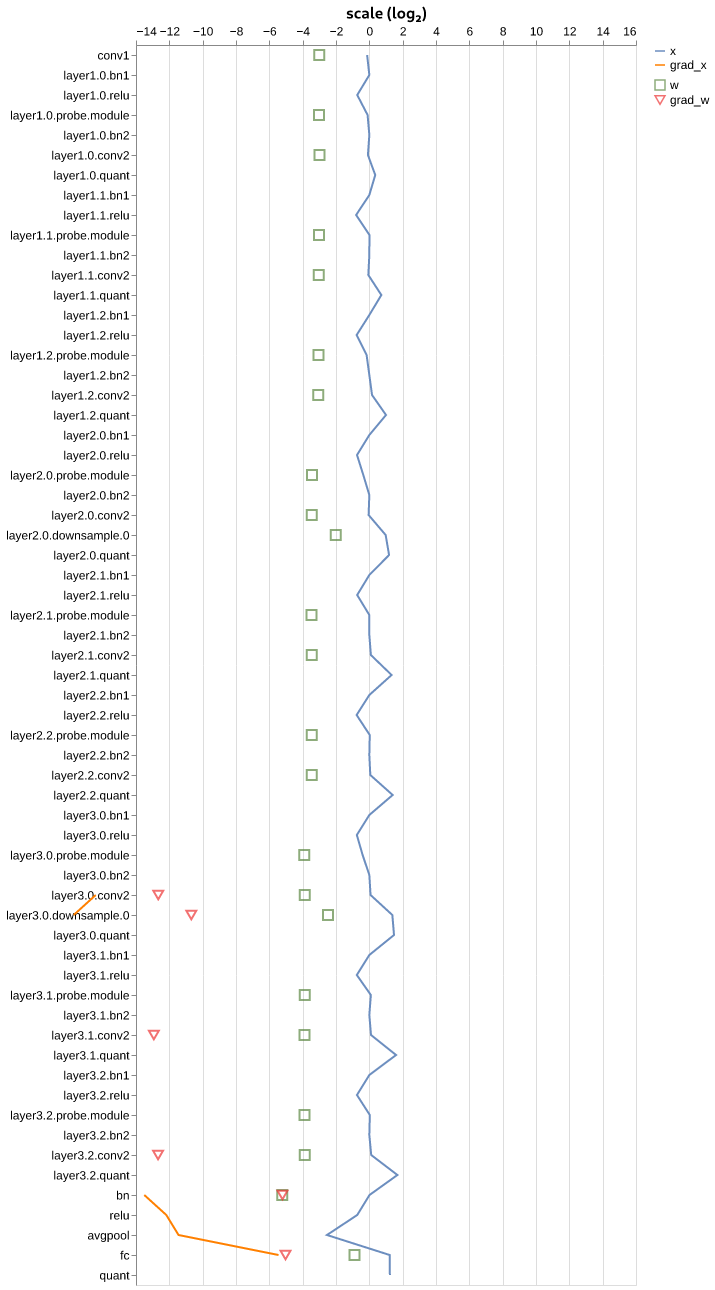 scale (log₂)
−14 −12 −10 −8 −6 −4 −2 0 2 4 6 8 10 12 14 16
x
grad_x
w
grad_w
conv1
layer1.0.bn1
layer1.0.relu
layer1.0.probe.module
layer1.0.bn2
layer1.0.conv2
layer1.0.quant
layer1.1.bn1
layer1.1.relu
layer1.1.probe.module
layer1.1.bn2
layer1.1.conv2
layer1.1.quant
layer1.2.bn1
layer1.2.relu
layer1.2.probe.module
layer1.2.bn2
layer1.2.conv2
layer1.2.quant
layer2.0.bn1
layer2.0.relu
layer2.0.probe.module
layer2.0.bn2
layer2.0.conv2
layer2.0.downsample.0
layer2.0.quant
layer2.1.bn1
layer2.1.relu
layer2.1.probe.module
layer2.1.bn2
layer2.1.conv2
layer2.1.quant
layer2.2.bn1
layer2.2.relu
layer2.2.probe.module
layer2.2.bn2
layer2.2.conv2
layer2.2.quant
layer3.0.bn1
layer3.0.relu
layer3.0.probe.module
layer3.0.bn2
layer3.0.conv2
layer3.0.downsample.0
layer3.0.quant
layer3.1.bn1
layer3.1.relu
layer3.1.probe.module
layer3.1.bn2
layer3.1.conv2
layer3.1.quant
layer3.2.bn1
layer3.2.relu
layer3.2.probe.module
layer3.2.bn2
layer3.2.conv2
layer3.2.quant
bn
relu
avgpool
fc
quant